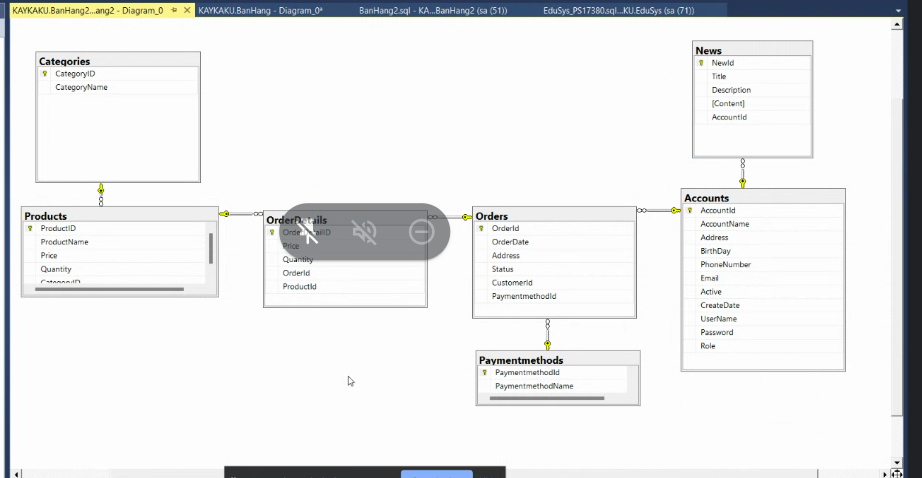 KAYKAKU.BanHang2...ang2 - Diagram_0
KAYKAKU.BanHang - Diagram_0*
BanHang2.sql - KA...BanHang2 (sa (51))
EduSys_PS17380.sql...KU.EduSys (sa (71))
Categories
CategoryID
CategoryName
News
NewId
Title
Description
[Content]
AccountId
Products
ProductID
ProductName
Price
Quantity
CategoryID
OrderDetails
OrderDetailID
Price
Quantity
OrderId
ProductId
Orders
OrderId
OrderDate
Address
Status
CustomerId
PaymentmethodId
Accounts
AccountId
AccountName
Address
BirthDay
PhoneNumber
Email
Active
CreateDate
UserName
Password
Role
Paymentmethods
PaymentmethodId
PaymentmethodName